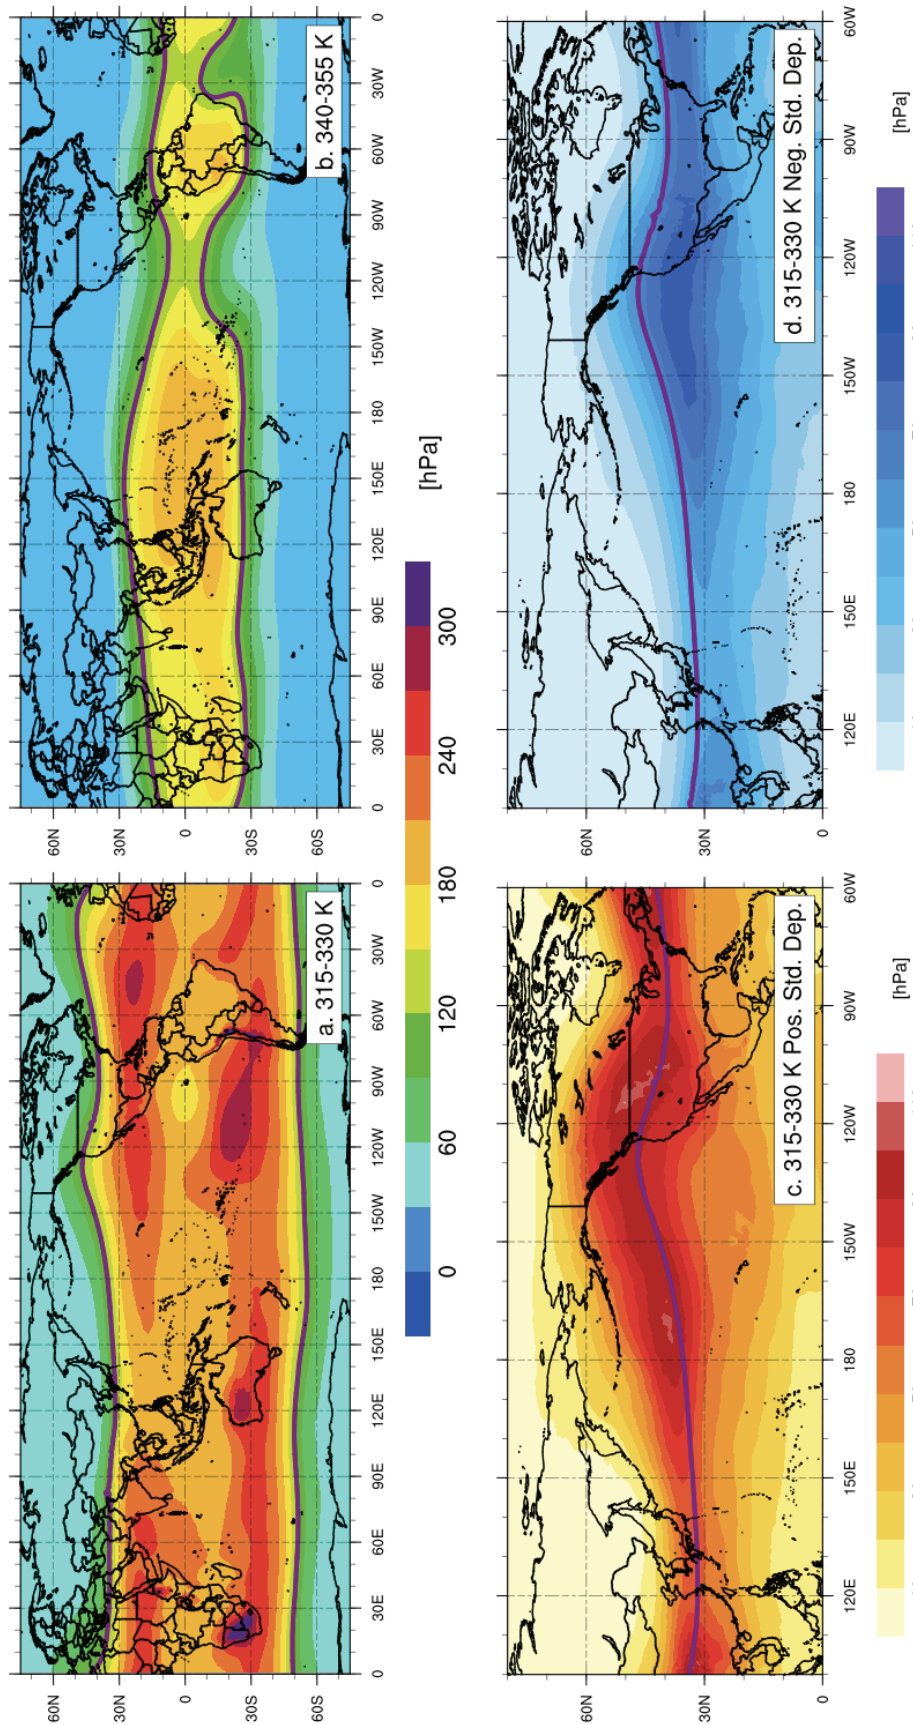 60N
30N
0
30S
60S
0
30E
60E
90E
120E
150E
180
150W
120W
90W
60W
30W
0
a. 315-330 K
60N
30N
0
30S
60S
0
30E
60E
90E
120E
150E
180
150W
120W
90W
60W
30W
0
b. 340-355 K
0
60
120
180
240
300
[hPa]
60N
30N
0
120E
150E
180
150W
120W
90W
60W
c. 315-330 K Pos. Std. Dep.
[hPa]
60N
30N
0
120E
150E
180
150W
120W
90W
60W
d. 315-330 K Neg. Std. Dep.
[hPa]